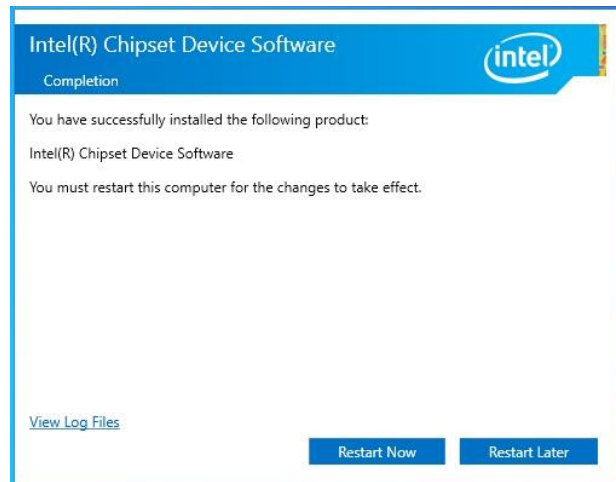 Intel(R) Chipset Device Software
intel
Completion
You have successfully installed the following product:
Intel(R) Chipset Device Software
You must restart this computer for the changes to take effect.
View Log Files
Restart Now
Restart Later